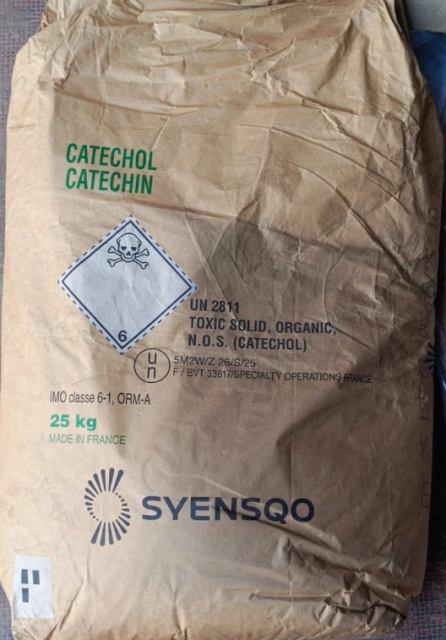 CATECHOL
CATECHIN
6
UN 2811
TOXIC SOLID, ORGANIC,
N.O.S. (CATECHOL)
u
n
5M2W/Z 26/S/25
F / BVT 33617/SPECIALTY OPERATIONS FRANCE
IMO classe 6-1, ORM-A
25 kg
MADE IN FRANCE
SYENSQO